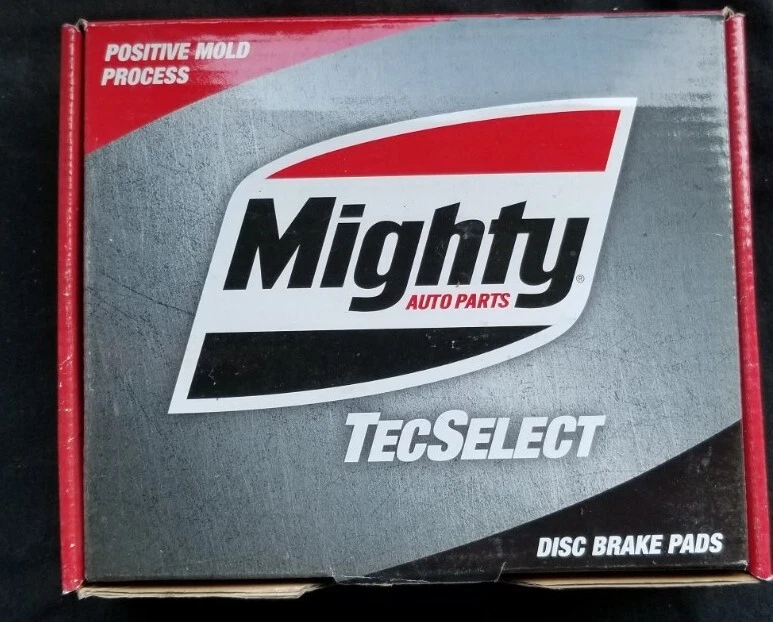 POSITIVE MOLD
PROCESS
Mighty®
AUTO PARTS
TECSELECT
DISC BRAKE PADS